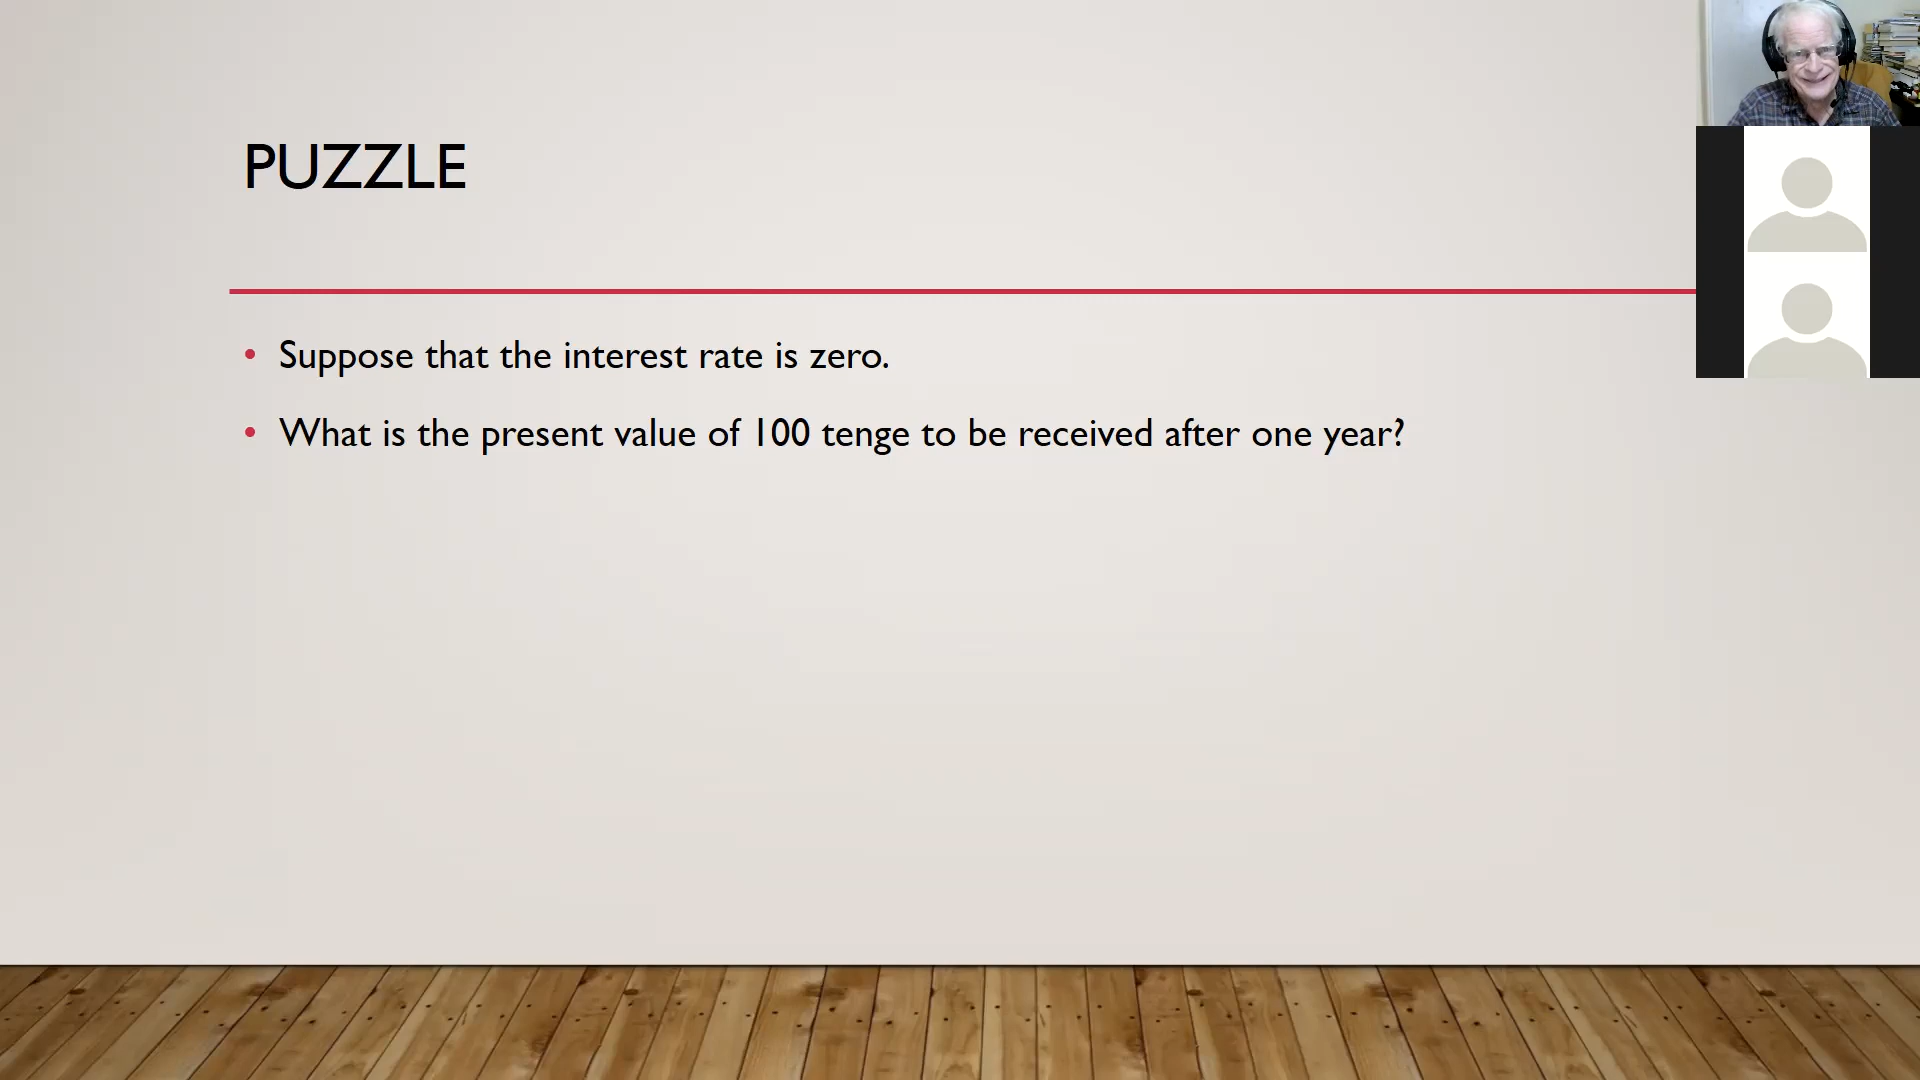 PUZZLE
Suppose that the interest rate is zero.
What is the present value of 100 tenge to be received after one year?